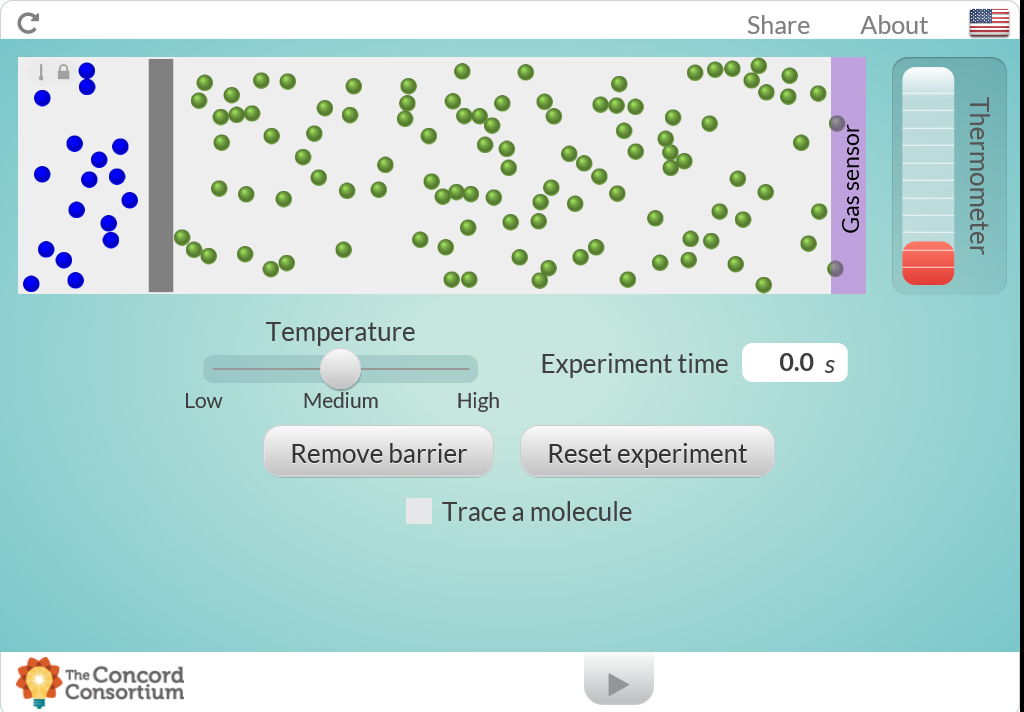 Share About
Gas sensor
Thermometer
Temperature
Experiment time 0.0 s
Low Medium High
Remove barrier Reset experiment
Trace a molecule
The Concord
Consortium